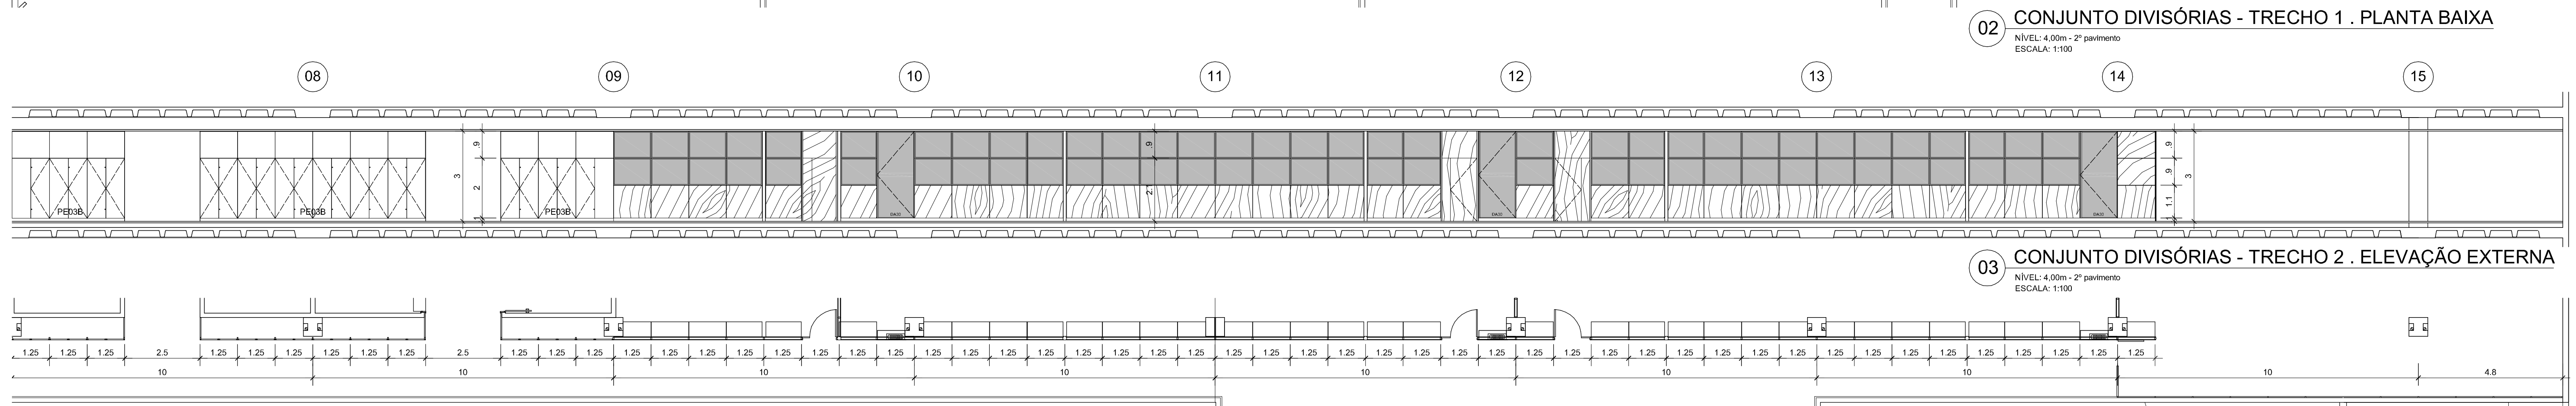 02
CONJUNTO DIVISÓRIAS - TRECHO 1 . PLANTA BAIXA
NÍVEL: 4,00m - 2º pavimento
ESCALA: 1:100
08 09 10 11 12 13 14 15
.9 .9 .9
3 2 .9 3
1 1.1 1
PE03B PE03B PE03B
03
CONJUNTO DIVISÓRIAS - TRECHO 2 . ELEVAÇÃO EXTERNA
NÍVEL: 4,00m - 2º pavimento
ESCALA: 1:100
1.25 1.25 1.25 2.5 1.25 1.25 1.25 1.25 1.25 1.25 2.5 1.25 1.25 1.25 1.25 1.25 1.25 1.25 1.25 1.25 1.25 1.25 1.25 1.25 1.25 1.25 1.25 1.25 1.25 1.25 1.25 1.25 1.25 1.25 1.25 1.25 1.25 1.25 1.25 1.25 1.25 1.25 1.25 1.25 1.25 1.25 1.25 1.25 1.25 1.25 1.25 1.25 1.25 1.25 1.25
10 10 10 10 10 10 10 10 4.8